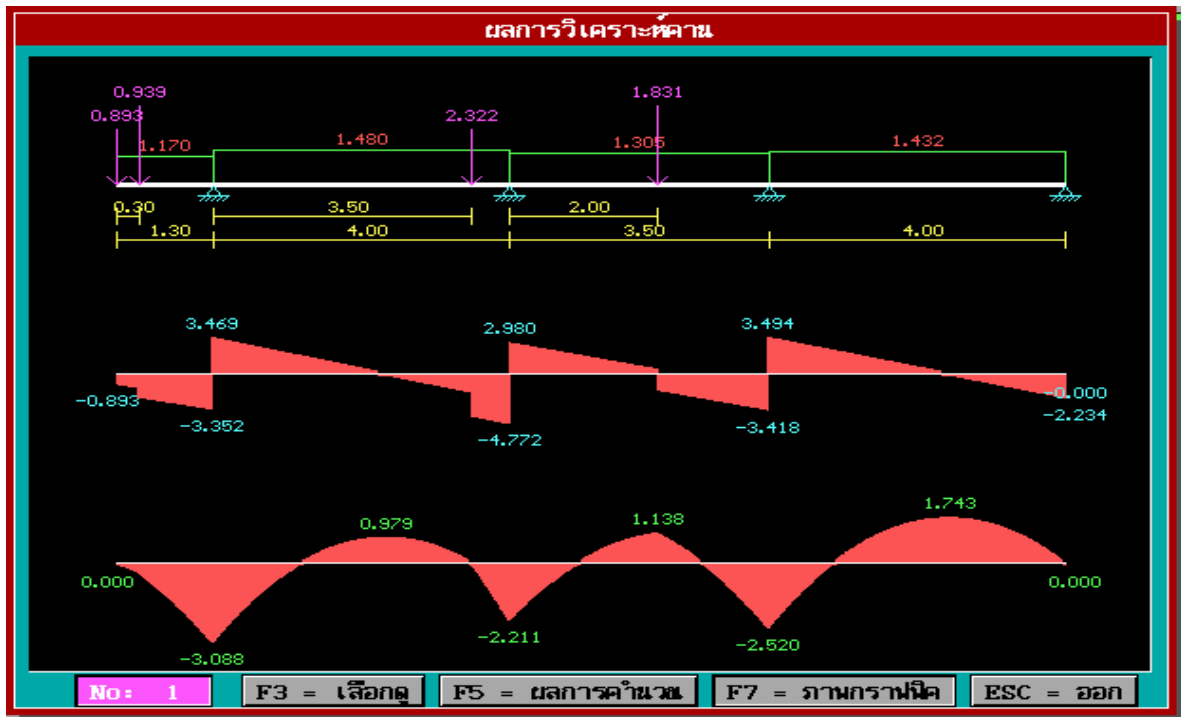 ผลการวิเคราะห์คาน
0.939 1.831
0.893 2.322
1.170 1.480 1.305 1.432
0.30 3.50 2.00
1.30 4.00 3.50 4.00
3.469 2.980 3.494
-0.893 -0.000
-3.352 -4.772 -3.418 -2.234
0.979 1.138 1.743
0.000 0.000
-3.088 -2.211 -2.520
No: 1 F3 = เลือกดู F5 = ผลการคำนวณ F7 = ภาพกราฟฟิค ESC = ออก